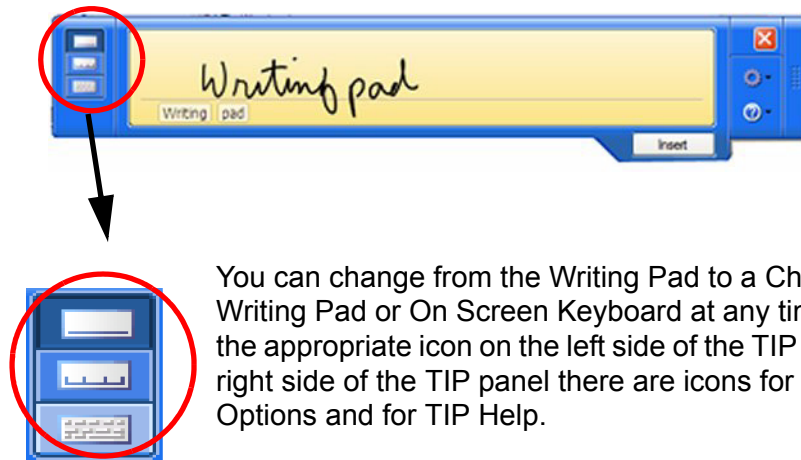 Writing pad
Writing pad
Insert
You can change from the Writing Pad to a Ch
Writing Pad or On Screen Keyboard at any
the appropriate icon on the left side of the TIP
right side of the TIP panel there are icons for
Options and for TIP Help.